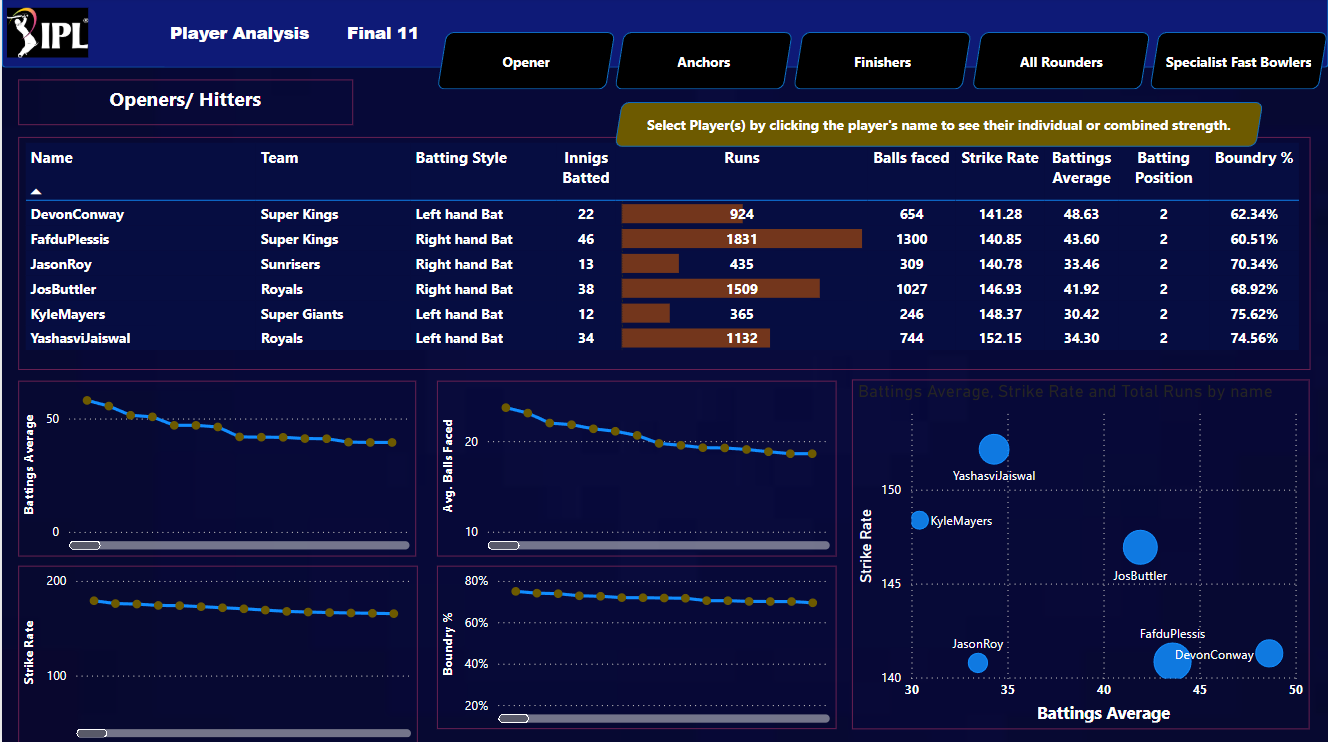 IPL
Player Analysis
Final 11
Opener
Anchors
Finishers
All Rounders
Specialist Fast Bowlers
Openers/ Hitters
Select Player(s) by clicking the player's name to see their individual or combined strength.
Name Team Batting Style Innigs Batted Runs Balls faced Strike Rate Battings Average Batting Position Boundry %
DevonConway Super Kings Left hand Bat 22 924 654 141.28 48.63 2 62.34%
FafduPlessis Super Kings Right hand Bat 46 1831 1300 140.85 43.60 2 60.51%
JasonRoy Sunrisers Right hand Bat 13 435 309 140.78 33.46 2 70.34%
JosButtler Royals Right hand Bat 38 1509 1027 146.93 41.92 2 68.92%
KyleMayers Super Giants Left hand Bat 12 365 246 148.37 30.42 2 75.62%
YashasviJaiswal Royals Left hand Bat 34 1132 744 152.15 34.30 2 74.56%
Battings Average
50
0
Avg. Balls Faced
20
10
Strike Rate
200
100
Boundry %
80%
60%
40%
20%
Battings Average, Strike Rate and Total Runs by name
Strike Rate
150
145
140
YashasviJaiswal
KyleMayers
JosButtler
FafduPlessis
JasonRoy
DevonConway
30 35 40 45 50
Battings Average